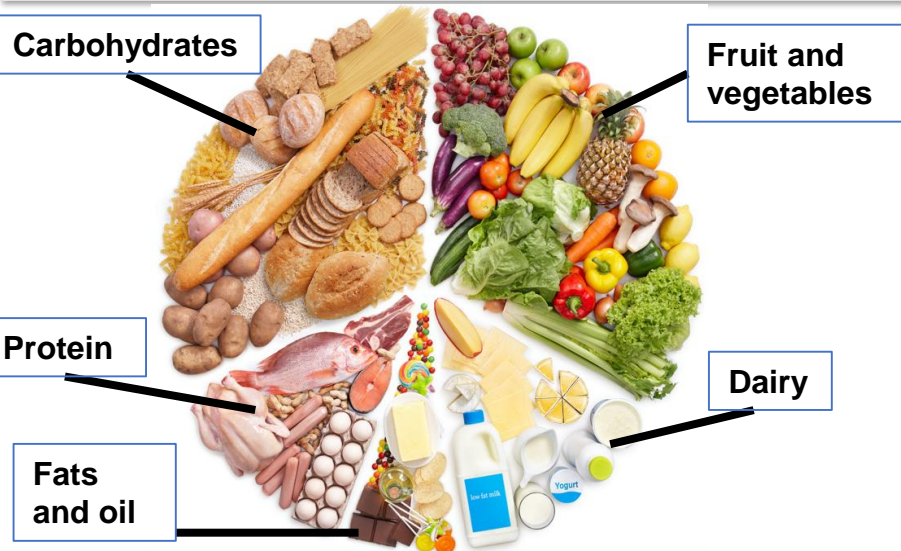 Carbohydrates
Fruit and
vegetables
Protein
Dairy
Fats
and oil
low fat milk
Yogurt